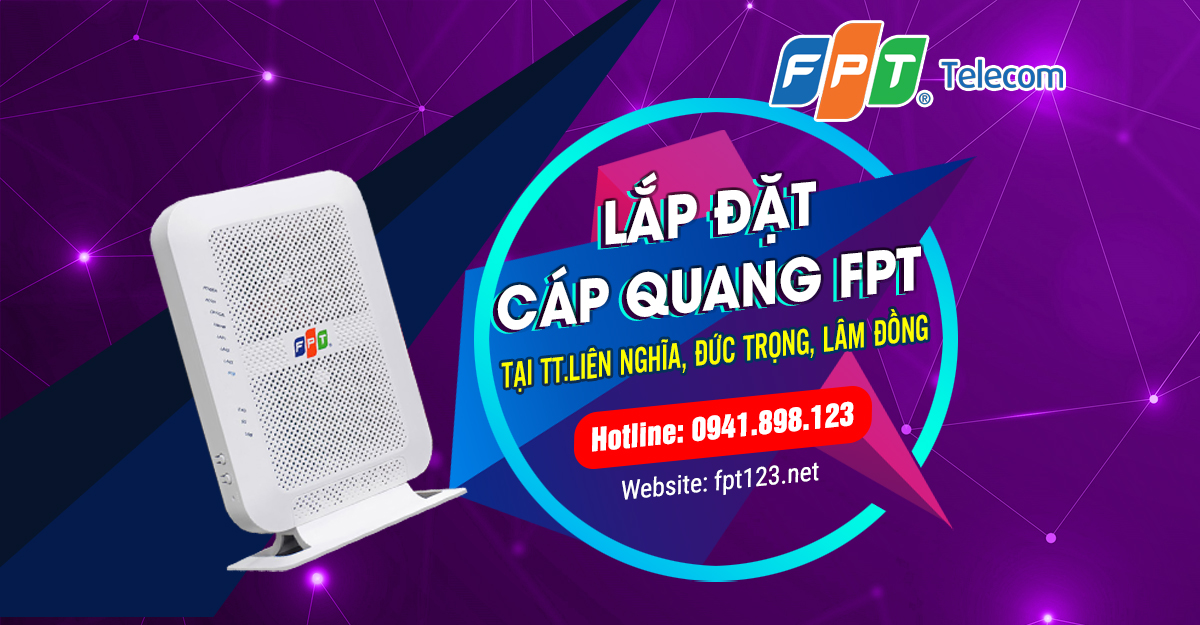 FPT® Telecom
LẮP ĐẶT
CÁP QUANG FPT
TẠI TT.LIÊN NGHĨA, ĐỨC TRỌNG, LÂM ĐỒNG
Hotline: 0941.898.123
Website: fpt123.net
FPT